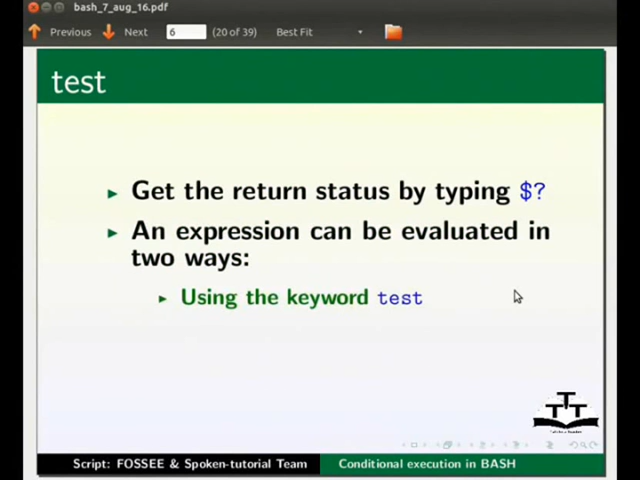 bash_7_aug_16.pdf
Previous Next 6 (20 of 39) Best Fit
test
Get the return status by typing $?
An expression can be evaluated in
two ways:
Using the keyword test
TTT
Script: FOSSEE & Spoken-tutorial Team Conditional execution in BASH